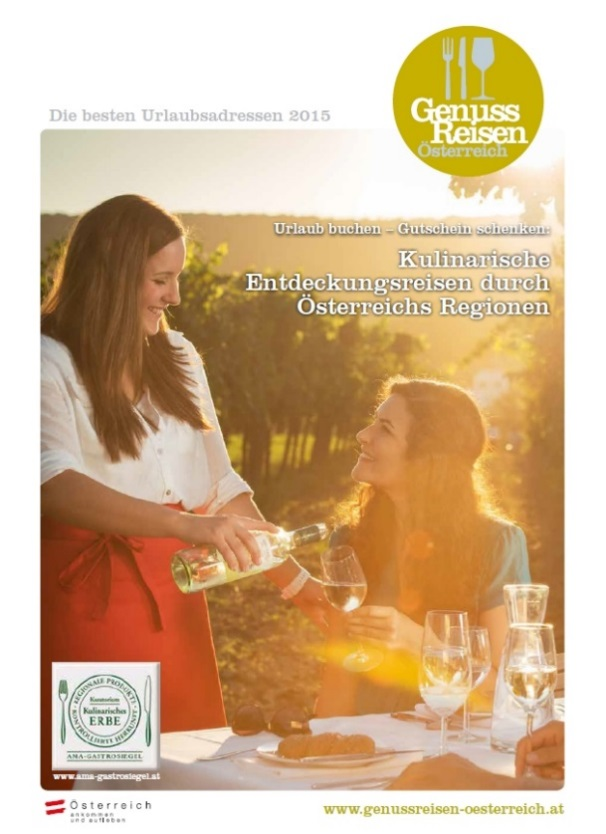 Genuss
Reisen
Österreich
Die besten Urlaubsadressen 2015
Urlaub buchen – Gutschein schenken:
Kulinarische
Entdeckungsreisen durch
Österreichs Regionen
REGIONALE PRODUKTE
Kuratorium
Kulinarisches
ERBE
KONTROLLIERTE HERKUNFT
AMA-GASTROSIEGEL
www.ama-gastrosiegel.at
Österreich
ankommen
und aufleben
www.genussreisen-oesterreich.at